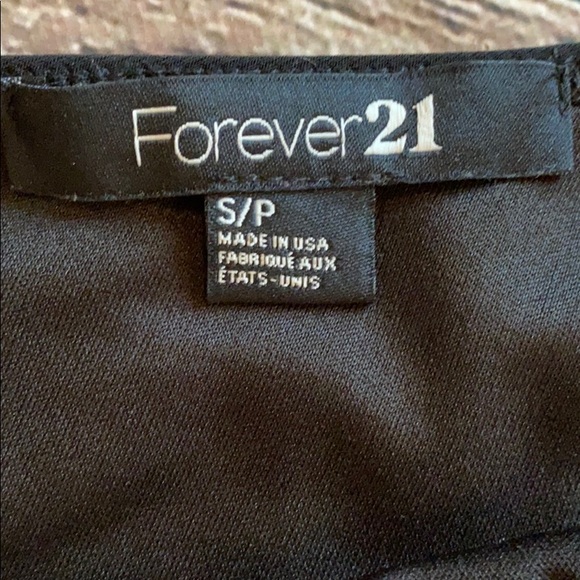 Forever21
S/P
MADE IN USA
FABRIQUÉ AUX
ÉTATS-UNIS